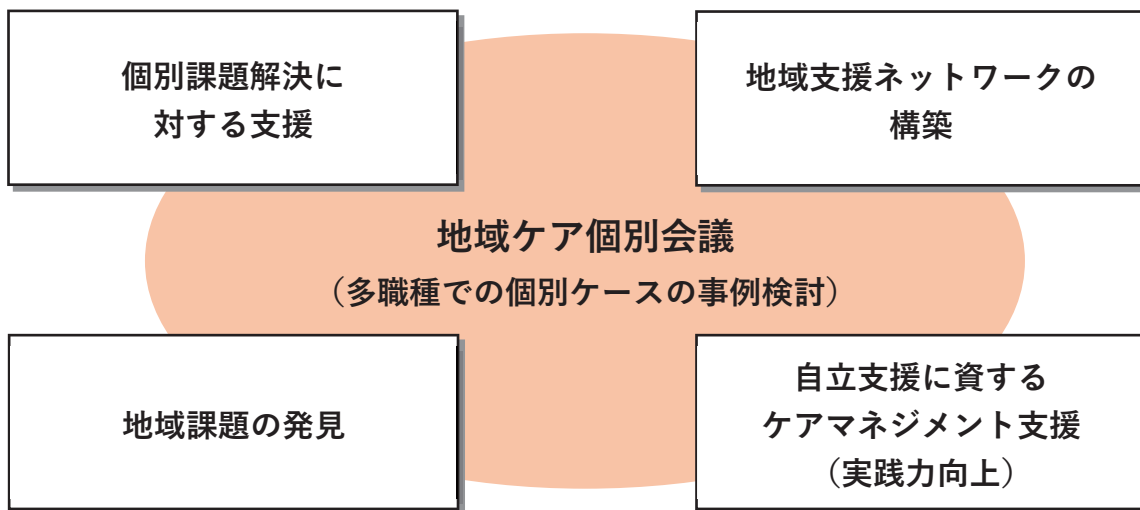 個別課題解決に
対する支援
地域支援ネットワークの
構築
地域ケア個別会議
（多職種での個別ケースの事例検討）
地域課題の発見
自立支援に資する
ケアマネジメント支援
（実践力向上）